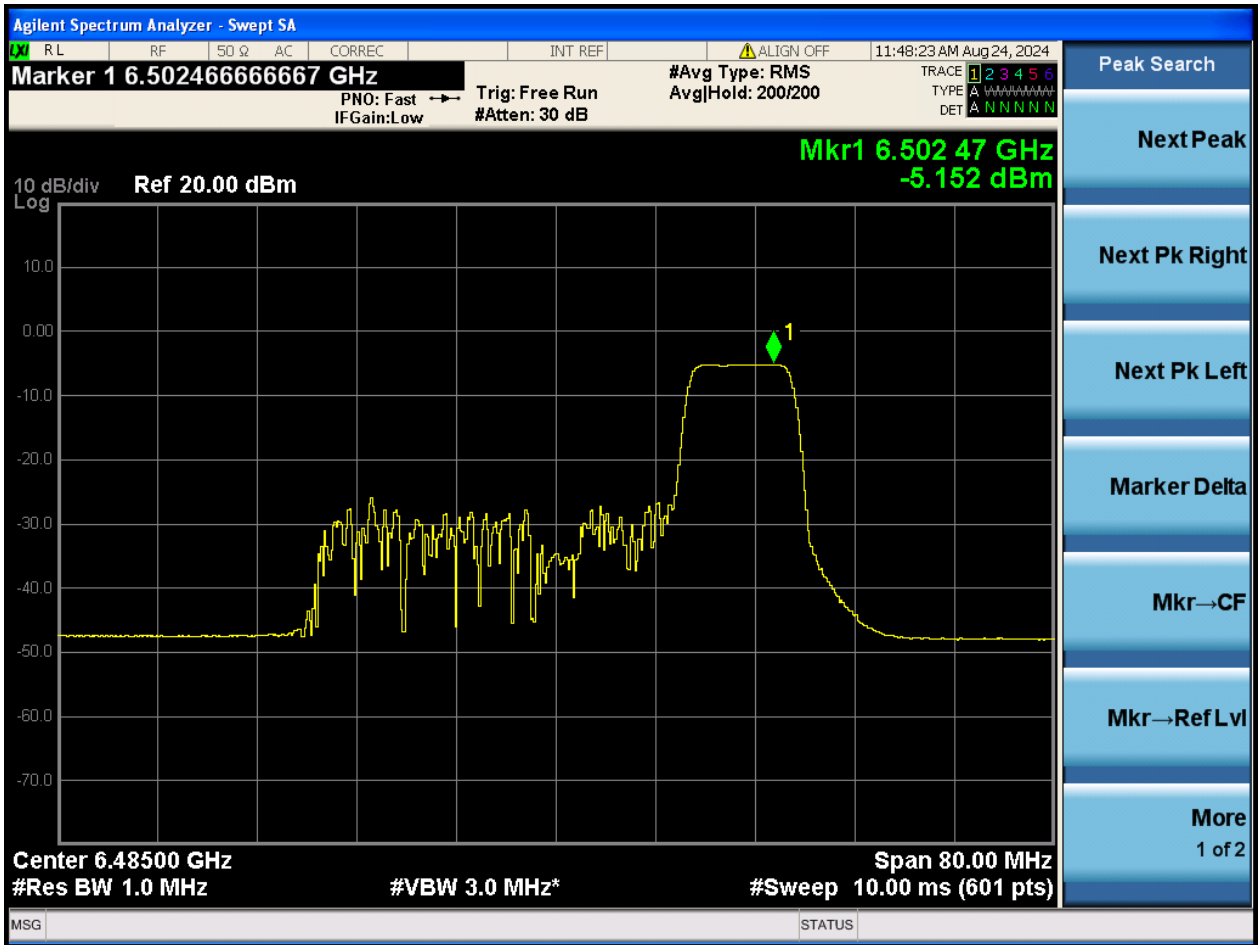 Agilent Spectrum Analyzer - Swept SA
LXI RL RF 50 Ω AC CORREC INT REF ALIGN OFF 11:48:23 AM Aug 24, 2024
Marker 1 6.502466666667 GHz
PNO: Fast
IFGain:Low
Trig: Free Run
#Atten: 30 dB
#Avg Type: RMS
Avg|Hold: 200/200
TRACE 1 2 3 4 5 6
TYPE A WWWWW
DET A N N N N N
Mkr1 6.502 47 GHz
-5.152 dBm
10 dB/div Ref 20.00 dBm
Log
10.0
0.00
-10.0
-20.0
-30.0
-40.0
-50.0
-60.0
-70.0
1
Center 6.48500 GHz Span 80.00 MHz
#Res BW 1.0 MHz #VBW 3.0 MHz* #Sweep 10.00 ms (601 pts)
MSG STATUS
Peak Search
Next Peak
Next Pk Right
Next Pk Left
Marker Delta
Mkr→CF
Mkr→Ref Lvl
More
1 of 2